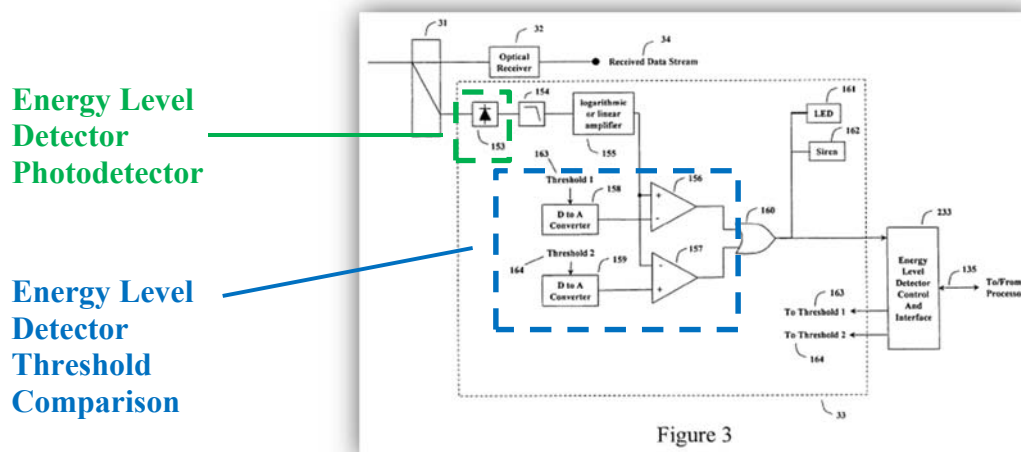 Energy Level
Detector
Photodetector
Energy Level
Detector
Threshold
Comparison
31
32
34
Optical
Receiver
Received Data Stream
154
logarithmic
or linear
amplifier
161
LED
162
Siren
153
155
163
Threshold 1
158
156
D to A
Converter
160
233
Threshold 2
164
159
157
D to A
Converter
Energy
Level
Detector
Control
And
Interface
135
To/From
Processor
163
To Threshold 1
To Threshold 2
164
33
+
-
-
+
Figure 3